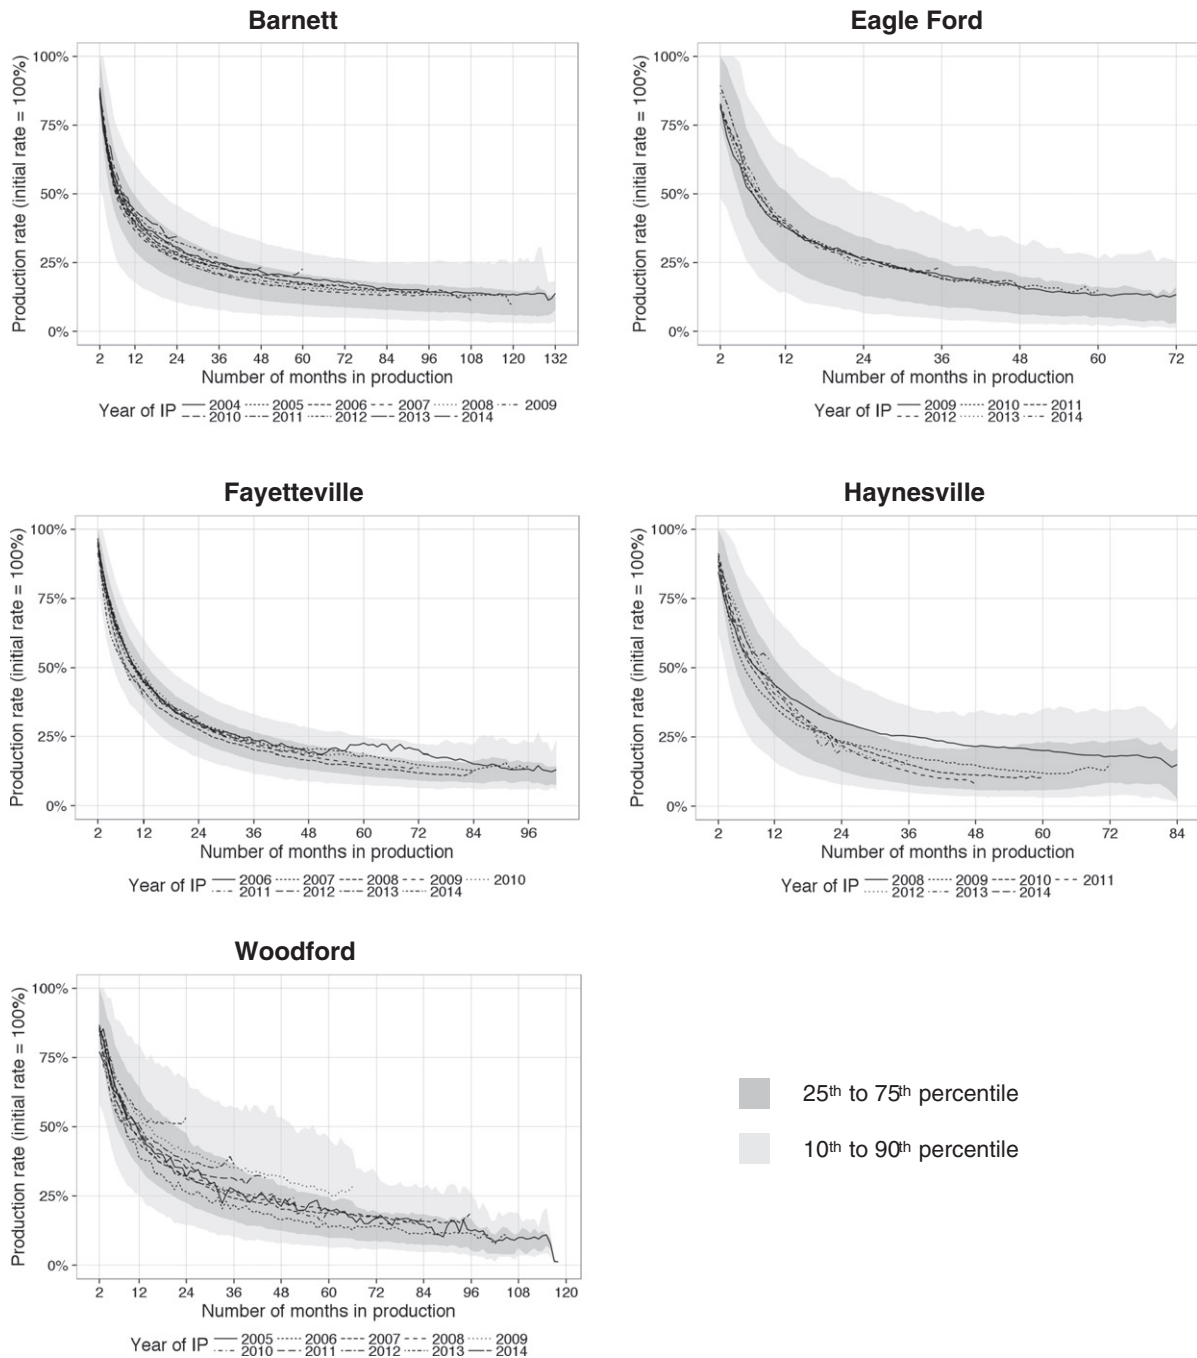 Barnett
Production rate (initial rate = 100%)
100%
75%
50%
25%
0%
2 12 24 36 48 60 72 84 96 108 120 132
Number of months in production
Year of IP 2004 2005 2006 2007 2008 2009
2010 2011 2012 2013 2014
Eagle Ford
Production rate (initial rate = 100%)
100%
75%
50%
25%
0%
2 12 24 36 48 60 72
Number of months in production
Year of IP 2009 2010 2011
2012 2013 2014
Fayetteville
Production rate (initial rate = 100%)
100%
75%
50%
25%
0%
2 12 24 36 48 60 72 84 96
Number of months in production
Year of IP 2006 2007 2008 2009 2010
2011 2012 2013 2014
Haynesville
Production rate (initial rate = 100%)
100%
75%
50%
25%
0%
2 12 24 36 48 60 72 84
Number of months in production
Year of IP 2008 2009 2010 2011
2012 2013 2014
Woodford
Production rate (initial rate = 100%)
100%
75%
50%
25%
0%
2 12 24 36 48 60 72 84 96 108 120
Number of months in production
Year of IP 2005 2006 2007 2008 2009
2010 2011 2012 2013 2014
25th to 75th percentile
10th to 90th percentile